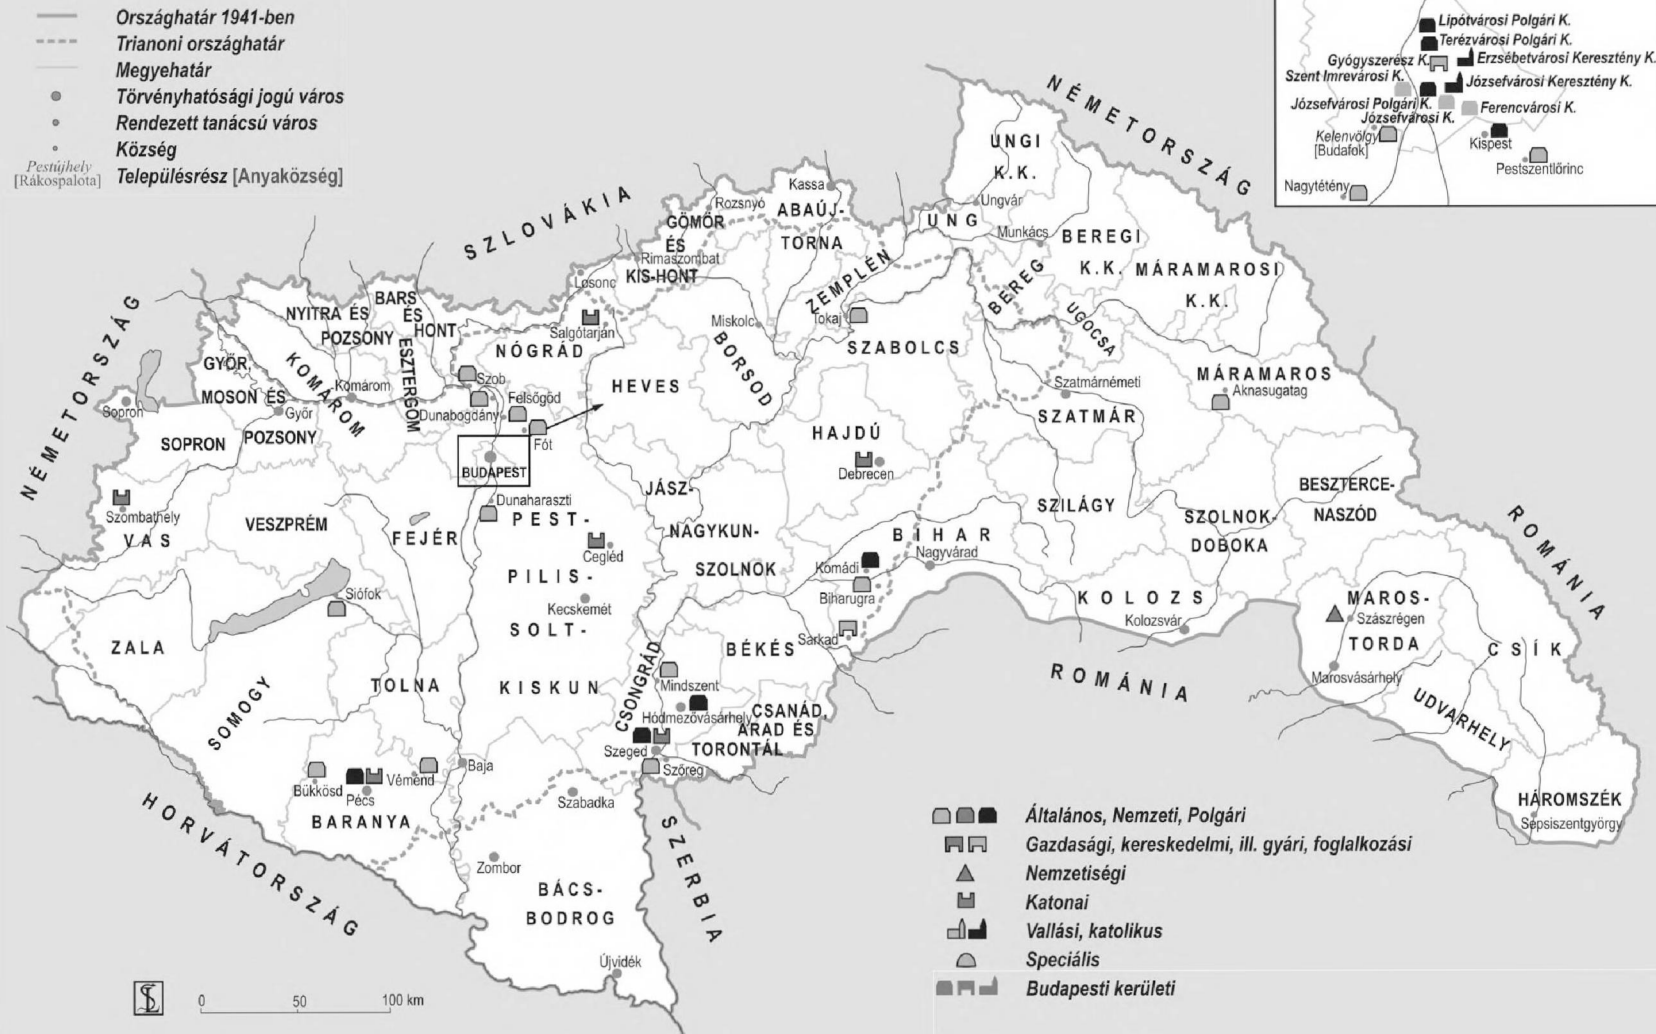 Országhatár 1941-ben
Trianoni országhatár
Megyehatár
Törvényhatósági jogú város
Rendezett tanácsú város
Község
Pestújhely
[Rákospalota]
Településrész [Anyaközség]
Lipótvárosi Polgári K.
Terézvárosi Polgári K.
Gyógyszerész K.
Erzsébetvárosi Keresztény K.
Szent Imrevárosi K.
Józsefvárosi Keresztény K.
Józsefvárosi Polgári K.
Ferencvárosi K.
Józsefvárosi K.
Kelenvölgy
[Budafok]
Kispest
Pestszentlőrinc
Nagytétény
NÉMETORSZÁG
SZLOVÁKIA
NÉMETORSZÁG
UNGI
K.K.
Kassa
Rozsnyó
ABAÚJ-
TORNA
GÖMÖR
ÉS
KIS-HONT
Rimaszombat
Losonc
UNG
Ungvár
Munkács
BEREGI
K.K.
MÁRAMAROSI
K.K.
BEREG
UGOCSA
ZEMPLÉN
Tokaj
Miskolc
BORSOD
SZABOLCS
BARS
ÉS
HONT
NYITRA ÉS
POZSONY
ESZTERGOM
KOMÁROM
Komárom
GYŐR,
MOSON ÉS
POZSONY
Győr
Sopron
SOPRON
Salgótarján
NÓGRÁD
Szob
Dunabogdány
Felsőgöd
Fót
HEVES
BUDAPEST
Dunaharaszti
HAJDÚ
Debrecen
Szatmárnémeti
SZATMÁR
MÁRAMAROS
Aknasugatag
Szombathely
VAS
VESZPRÉM
FEJÉR
PEST-
PILIS-
SOLT-
KISKUN
Cegléd
Kecskemét
JÁSZ-
NAGYKUN-
SZOLNOK
BIHAR
Nagyvárad
Komádi
Biharugra
Sarkad
SZILÁGY
SZOLNOK-
DOBOKA
BESZTERCE-
NASZÓD
KOLOZS
Kolozsvár
MAROS-
TORDA
Szászrégen
Marosvásárhely
CSÍK
UDVARHELY
HÁROMSZÉK
Sepsiszentgyörgy
ROMÁNIA
ROMÁNIA
Siófok
ZALA
SOMOGY
TOLNA
BÉKÉS
CSONGRÁD
Mindszent
Hódmezővásárhely
CSANÁD,
ARAD ÉS
TORONTÁL
Szeged
Szőreg
Bükkösd
Pécs
Véménd
BARANYA
Baja
Szabadka
Zombor
BÁCS-
BODROG
Újvidék
HORVÁTORSZÁG
SZERBIA
Általános, Nemzeti, Polgári
Gazdasági, kereskedelmi, ill. gyári, foglalkozási
Nemzetiségi
Katonai
Vallási, katolikus
Speciális
Budapesti kerületi
0 50 100 km